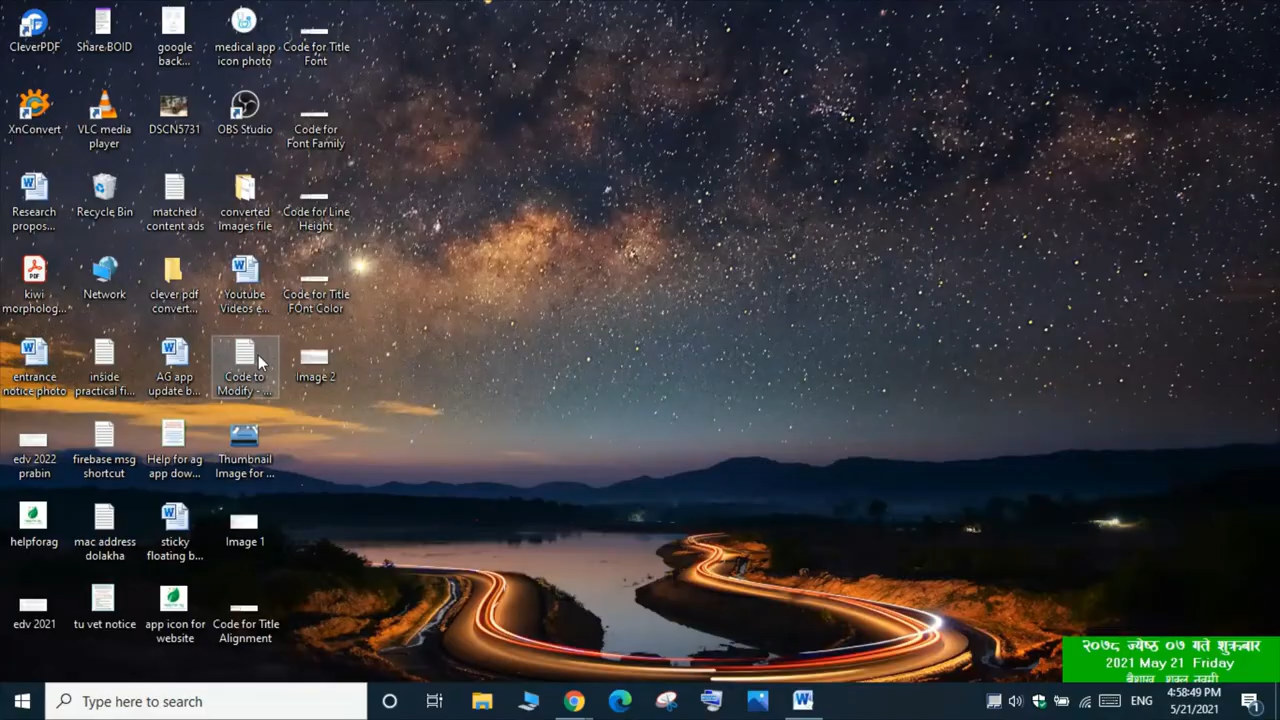 CleverPDF
Share BOID
google
back...
medical app
icon photo
Code for Title
Font
XnConvert
VLC media
player
DSCN5731
OBS Studio
Code for
Font Family
Research
propos...
Recycle Bin
matched
content ads
converted
Images file
Code for Line
Height
kiwi
morpholog...
Network
clever pdf
convert...
Youtube
Videos e...
Code for Title
FOnt Color
entrance
notice photo
inside
practical fi...
AG app
update b...
Code to
Modify - ...
Image 2
edv 2022
prabin
firebase msg
shortcut
Help for ag
app dow...
Thumbnail
Image for ...
helpforag
mac address
dolakha
sticky
floating b...
Image 1
edv 2021
tu vet notice
app icon for
website
Code for Title
Alignment
२०७८ ज्येष्ठ ०७ गते शुक्रबार
2021 May 21 Friday
बैशाख शुक्ल नवमी
Type here to search
ENG
4:58:49 PM
5/21/2021
1